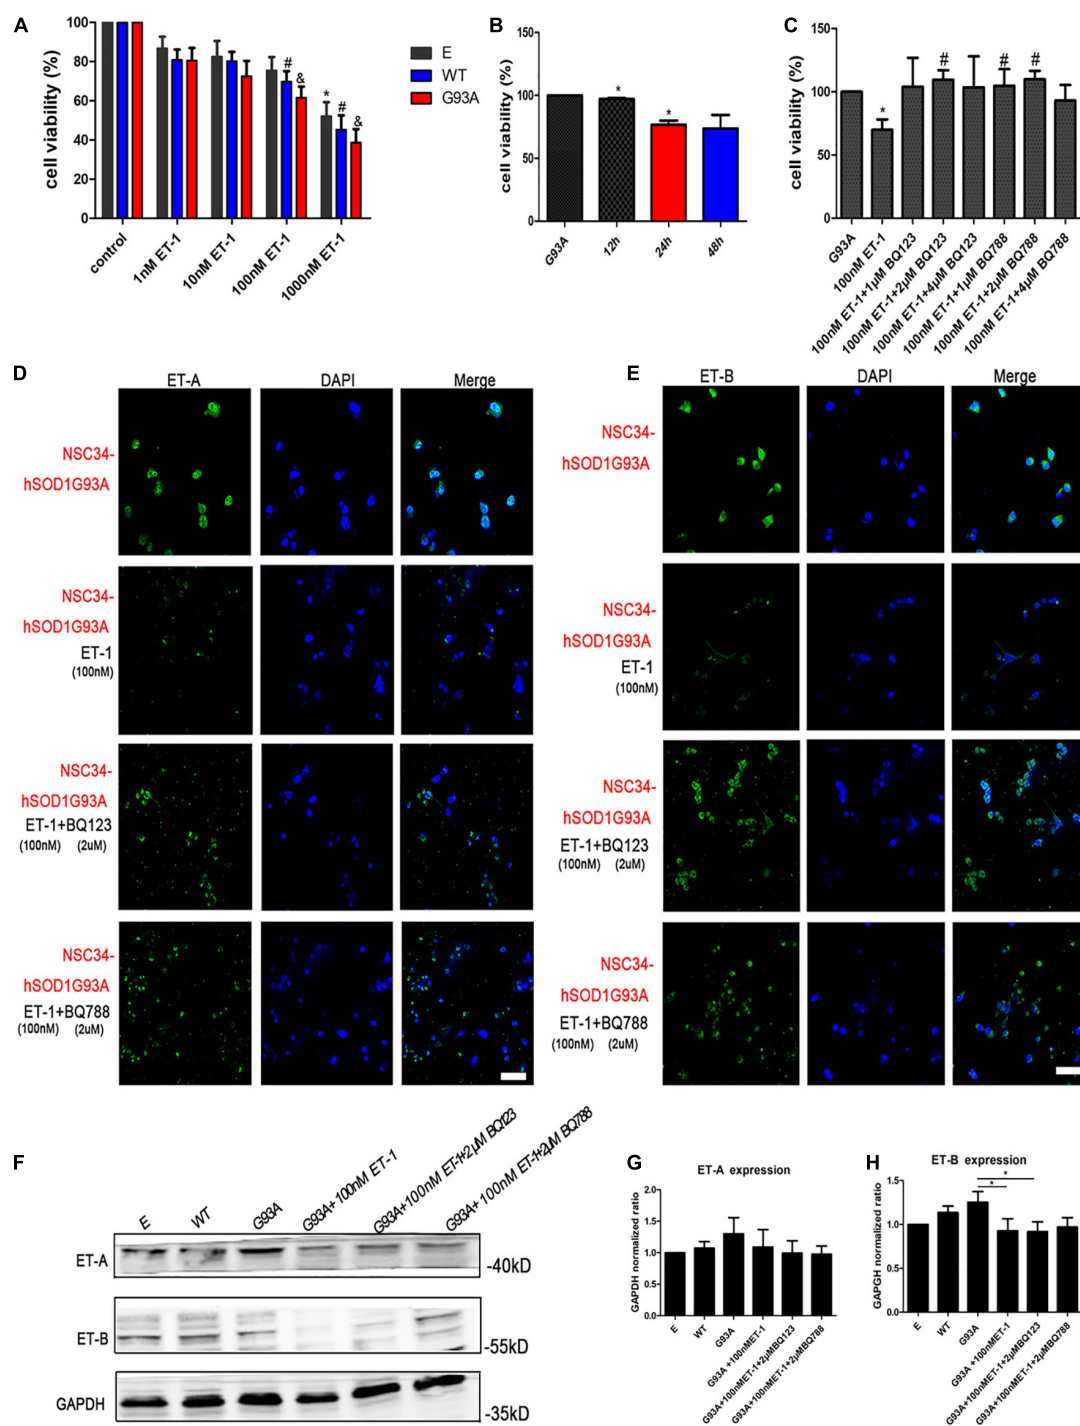 A
cell viability (%)
100
80
60
40
20
0
# & * # &
control
1nM ET-1
10nM ET-1
100nM ET-1
1000nM ET-1
E
WT
G93A
B
cell viability (%)
150
100
50
0
* *
G93A
12h
24h
48h
C
cell viability (%)
150
100
50
0
* # # #
G93A
100nM ET-1
100nM ET-1+1μM BQ123
100nM ET-1+2μM BQ123
100nM ET-1+4μM BQ123
100nM ET-1+1μM BQ788
100nM ET-1+2μM BQ788
100nM ET-1+4μM BQ788
D
ET-A DAPI Merge
NSC34-
hSOD1G93A
NSC34-
hSOD1G93A
ET-1
(100nM)
NSC34-
hSOD1G93A
ET-1+BQ123
(100nM) (2uM)
NSC34-
hSOD1G93A
ET-1+BQ788
(100nM) (2uM)
E
ET-B DAPI Merge
NSC34-
hSOD1G93A
NSC34-
hSOD1G93A
ET-1
(100nM)
NSC34-
hSOD1G93A
ET-1+BQ123
(100nM) (2uM)
NSC34-
hSOD1G93A
ET-1+BQ788
(100nM) (2uM)
F
E
WT
G93A
G93A+100nM ET-1
G93A+100nM ET-1+2μM BQ123
G93A+100nM ET-1+2μM BQ788
ET-A
-40kD
ET-B
-55kD
GAPDH
-35kD
G
ET-A expression
GAPDH normalized ratio
2.0
1.5
1.0
0.5
0.0
E
WT
G93A
G93A+100nMET-1
G93A+100nMET-1+2μMBQ123
G93A+100nMET-1+2μMBQ788
H
ET-B expression
GAPGH normalized ratio
1.5
1.0
0.5
0.0
*
*
E
WT
G93A
G93A+100nMET-1
G93A+100nMET-1+2μMBQ123
G93A+100nMET-1+2μMBQ788